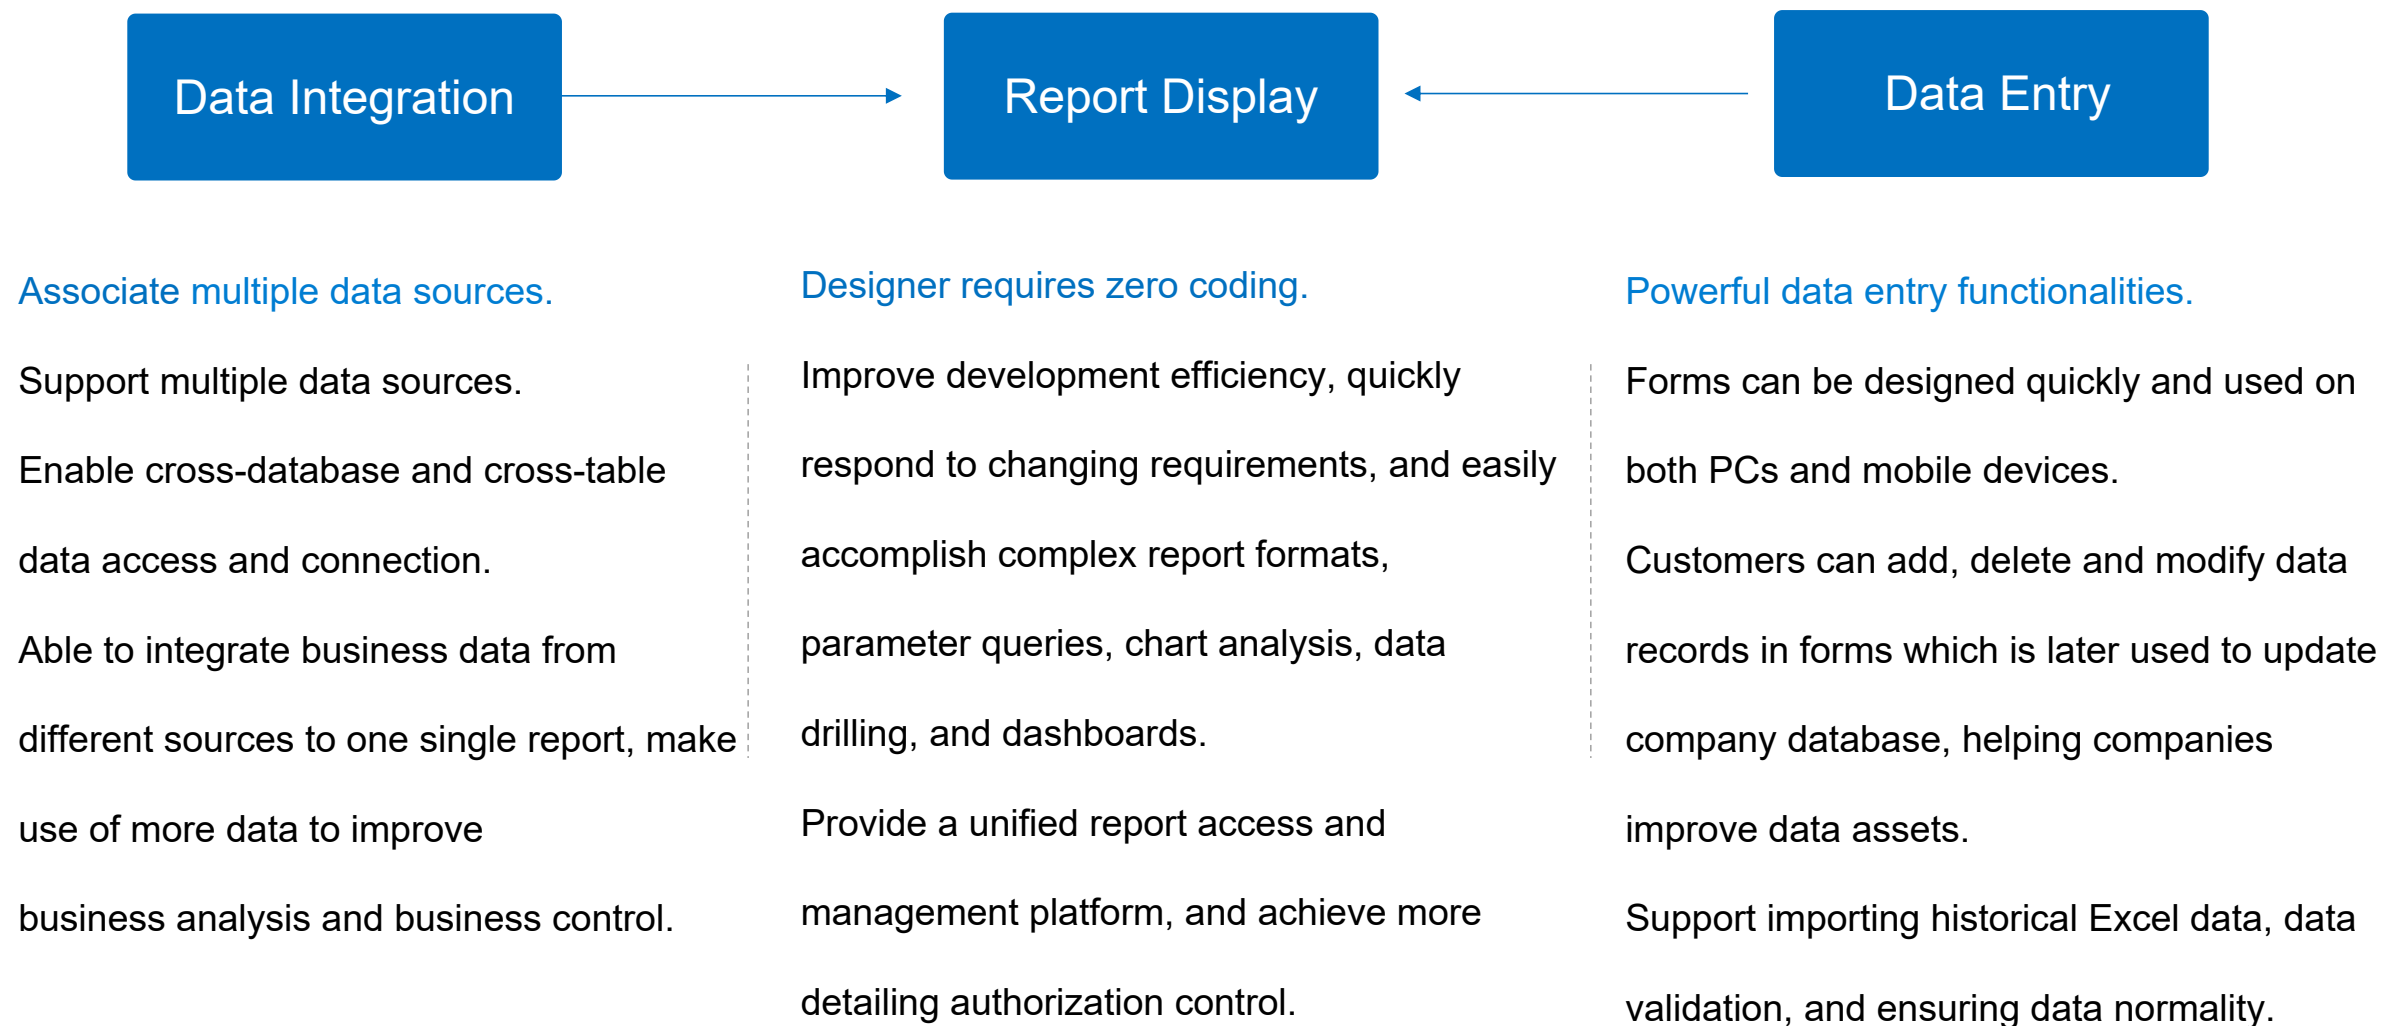 Data Integration
Report Display
Data Entry
Associate multiple data sources.
Support multiple data sources.
Enable cross-database and cross-table
data access and connection.
Able to integrate business data from
different sources to one single report, make
use of more data to improve
business analysis and business control.
Designer requires zero coding.
Improve development efficiency, quickly
respond to changing requirements, and easily
accomplish complex report formats,
parameter queries, chart analysis, data
drilling, and dashboards.
Provide a unified report access and
management platform, and achieve more
detailing authorization control.
Powerful data entry functionalities.
Forms can be designed quickly and used on
both PCs and mobile devices.
Customers can add, delete and modify data
records in forms which is later used to update
company database, helping companies
improve data assets.
Support importing historical Excel data, data
validation, and ensuring data normality.